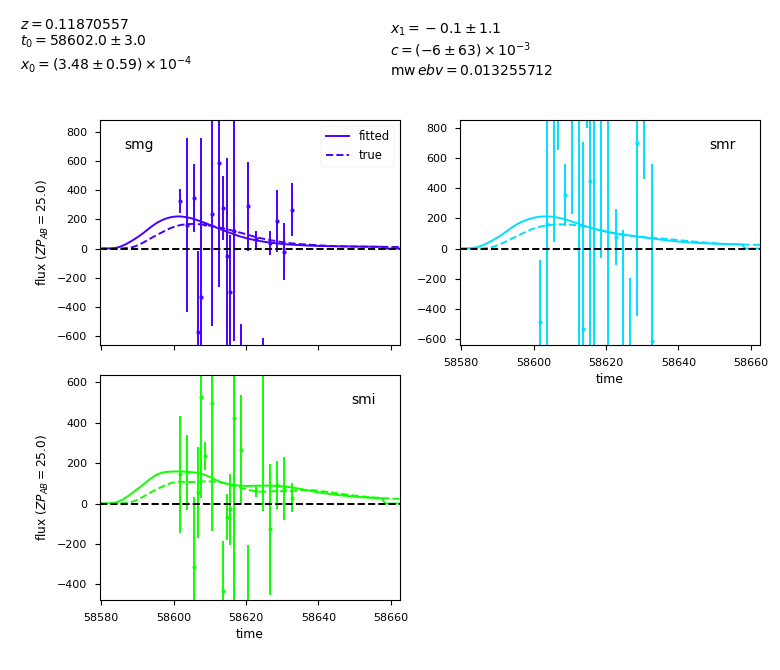 z = 0.11870557
t₀ = 58602.0 ± 3.0
x₀ = (3.48 ± 0.59) × 10⁻⁴
x₁ = − 0.1 ± 1.1
c = (−6 ± 63) × 10⁻³
mw ebv = 0.013255712
800
600
400
200
0
−200
−400
−600
flux (ZP_AB = 25.0)
smg
fitted
true
800
600
400
200
0
−200
−400
−600
smr
58580 58600 58620 58640 58660
time
600
400
200
0
−200
−400
flux (ZP_AB = 25.0)
smi
58580 58600 58620 58640 58660
time